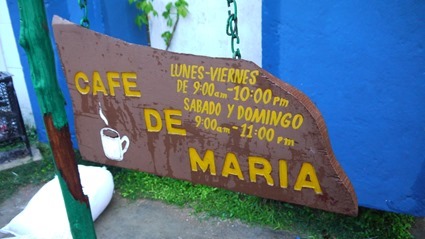 LUNES-VIERNES
DE 9:00am-10:00pm
SABADO Y DOMINGO
9:00am-11:00pm
CAFE
DE
MARIA